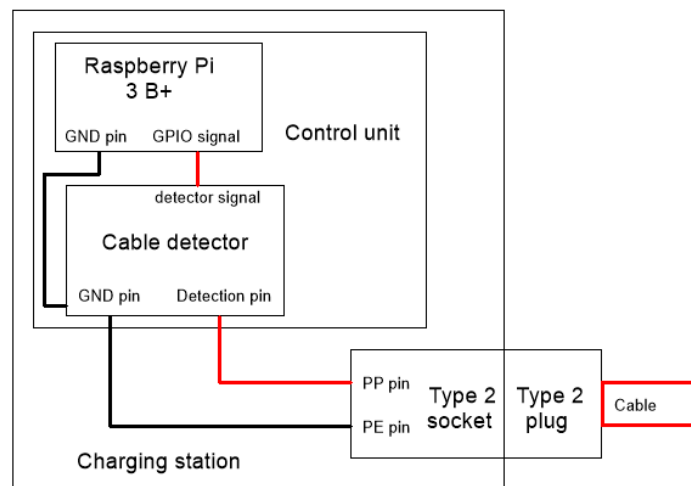 Raspberry Pi
3 B+
GND pin GPIO signal
Control unit
detector signal
Cable detector
GND pin Detection pin
PP pin
PE pin
Type 2
socket
Type 2
plug
Cable
Charging station